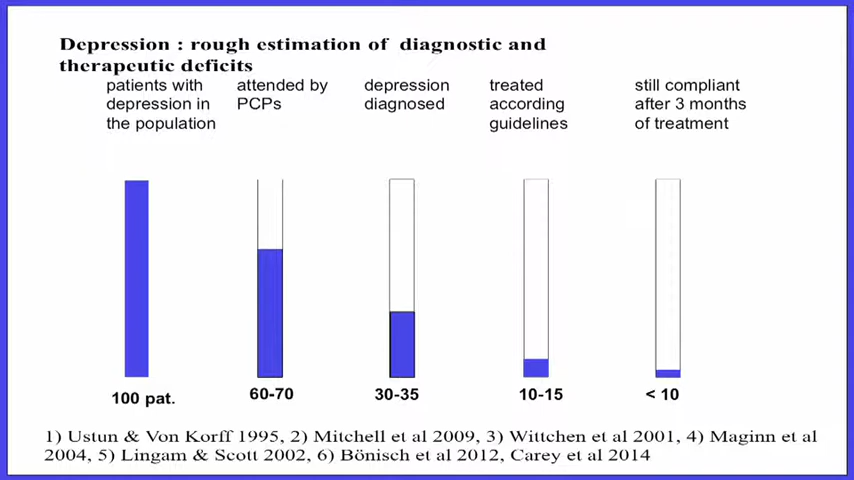 Depression : rough estimation of diagnostic and
therapeutic deficits
patients with
depression in
the population
attended by
PCPs
depression
diagnosed
treated
according
guidelines
still compliant
after 3 months
of treatment
100 pat.
60-70
30-35
10-15
< 10
1) Ustun & Von Korff 1995, 2) Mitchell et al 2009, 3) Wittchen et al 2001, 4) Maginn et al
2004, 5) Lingam & Scott 2002, 6) Bönisch et al 2012, Carey et al 2014